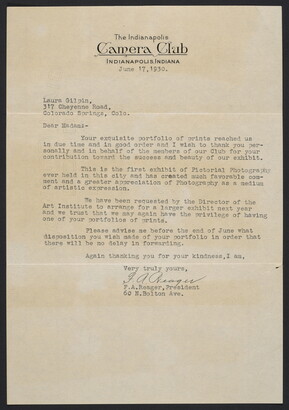 The Indianapolis
Camera Club
INDIANAPOLIS, INDIANA
June 17, 1930.
Laura Gilpin,
317 Cheyenne Road,
Colorado Springs, Colo.
Dear Madam:-
Your exquisite portfolio of prints reached us
in due time and in good order and I wish to thank you per-
sonally and in behalf of the members of our Club for your
contribution toward the success and beauty of our exhibit.
This is the first exhibit of Pictorial Photography
ever held in this city and has created much favorable com-
ment and a greater appreciation of Photography as a medium
of artistic expression.
We have been requested by the Director of the
Art Institute to arrange for a larger exhibit next year
and we trust that we may again have the privilege of having
one of your portfolios of prints.
Please advise me before the end of June what
disposition you wish made of your portfolio in order that
there will be no delay in forwarding.
Again thanking you for your kindness, I am,
Very truly yours,
F. A. Reager
F.A.Reager, President
60 N. Bolton Ave.